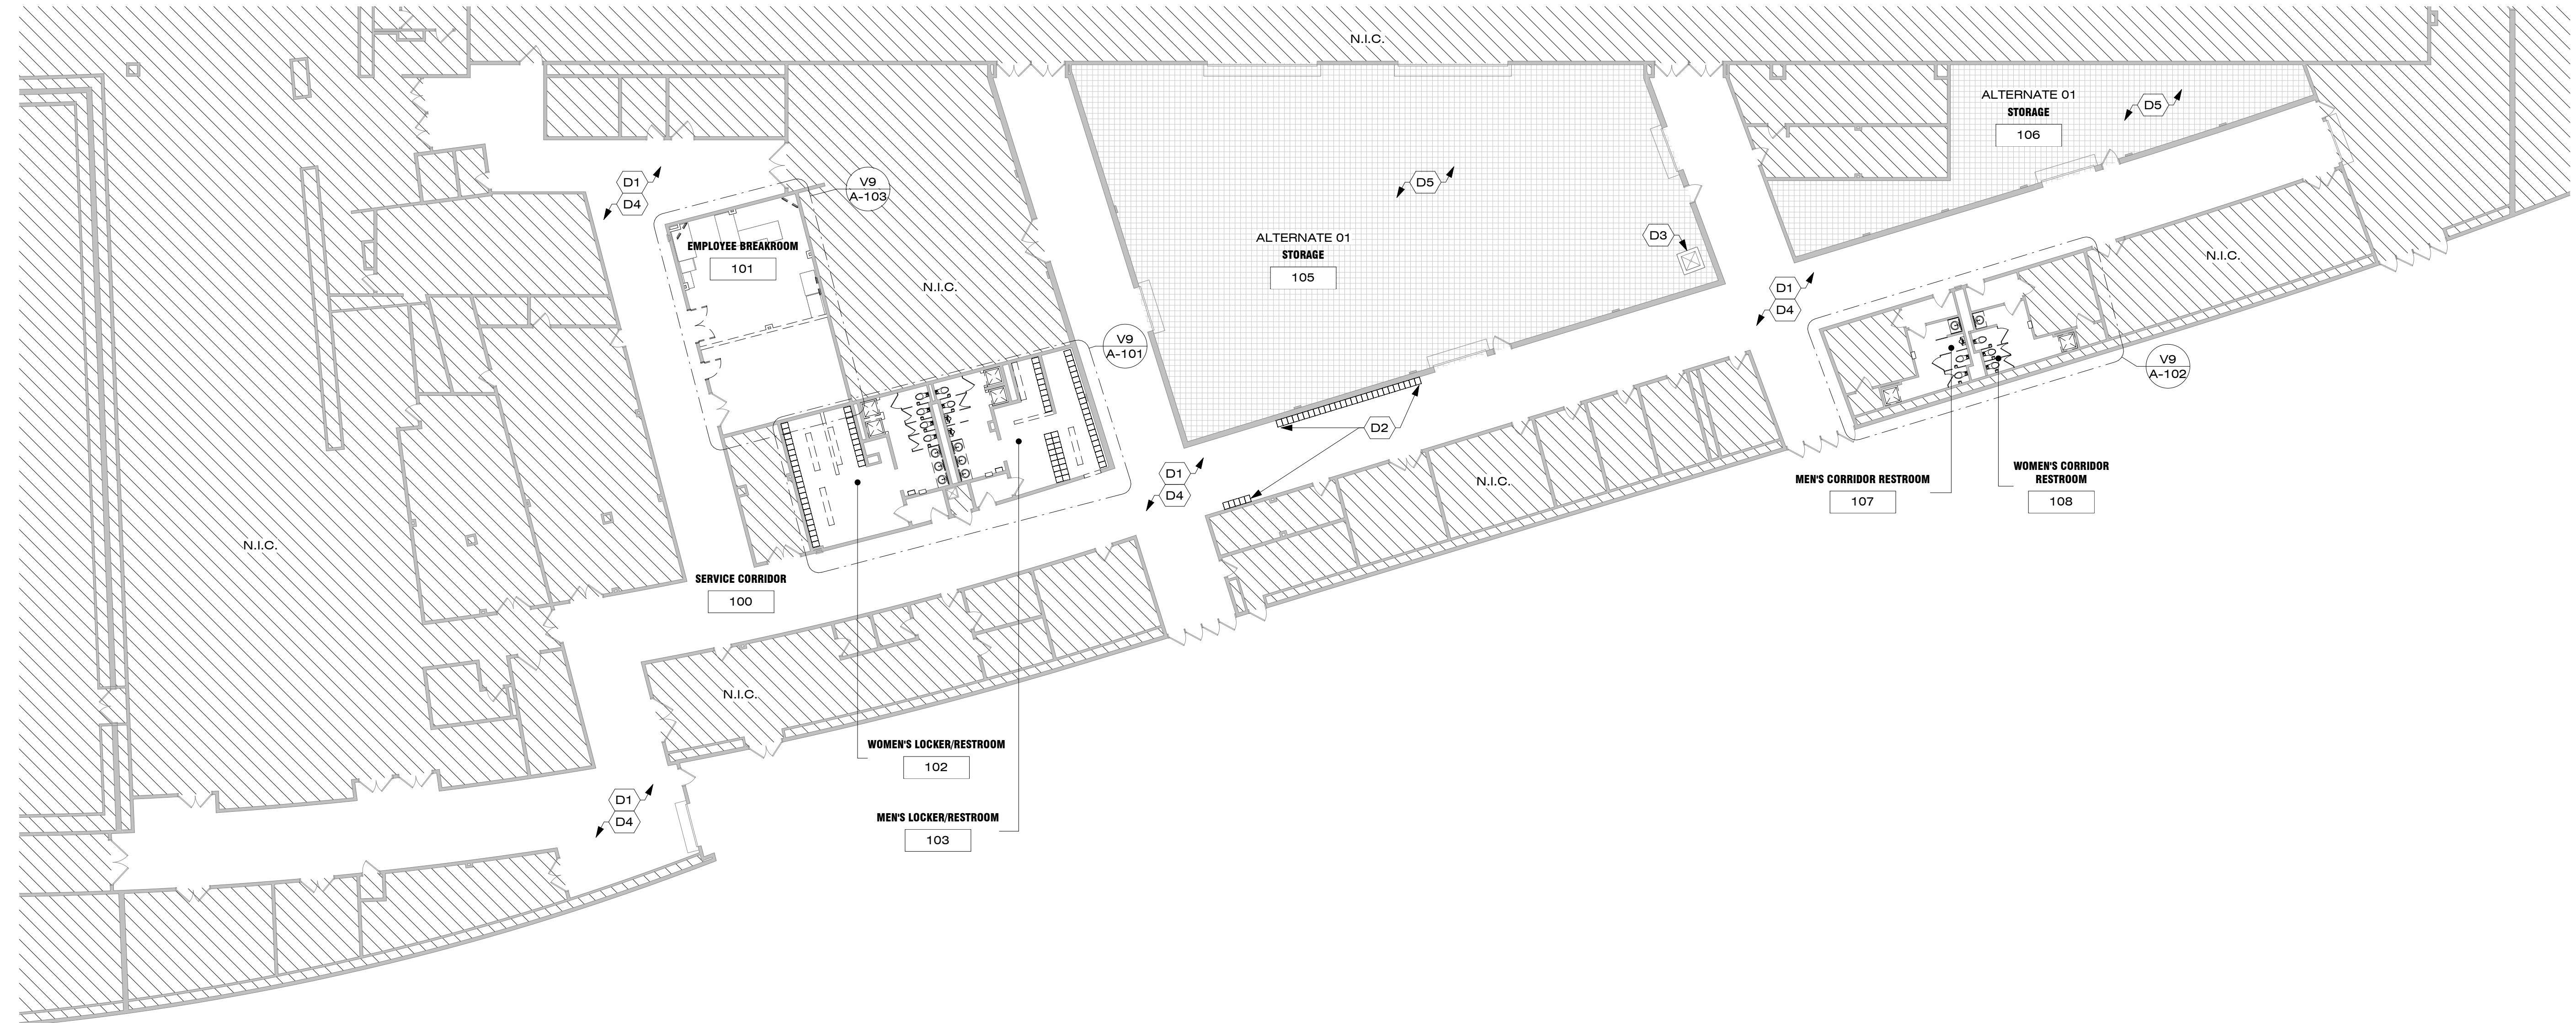 N.I.C.
ALTERNATE 01
STORAGE
106
D5
D1
D4
V9
A-103
D5
EMPLOYEE BREAKROOM
101
ALTERNATE 01
STORAGE
105
D3
N.I.C.
N.I.C.
D1
D4
V9
A-101
V9
A-102
D2
D1
D4
MEN'S CORRIDOR RESTROOM
107
WOMEN'S CORRIDOR
RESTROOM
108
N.I.C.
N.I.C.
SERVICE CORRIDOR
100
N.I.C.
WOMEN'S LOCKER/RESTROOM
102
D1
D4
MEN'S LOCKER/RESTROOM
103